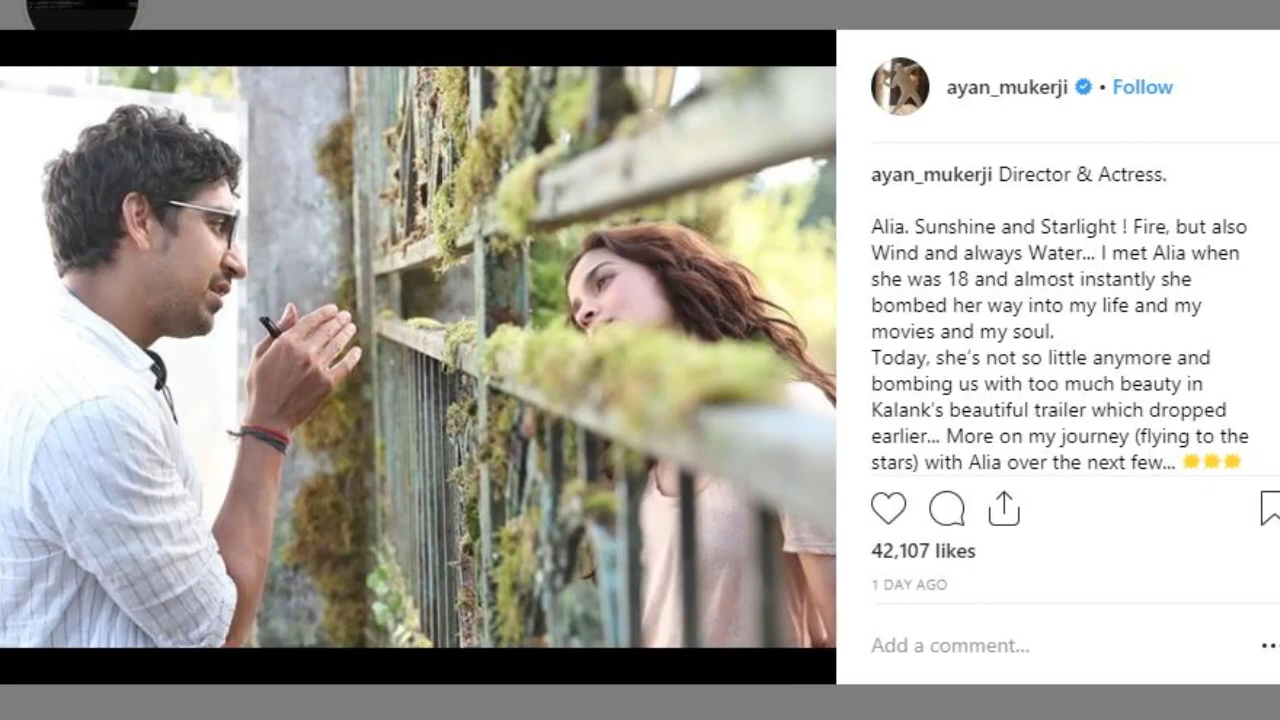 ayan_mukerji • Follow
ayan_mukerji Director & Actress.
Alia. Sunshine and Starlight ! Fire, but also
Wind and always Water... I met Alia when
she was 18 and almost instantly she
bombed her way into my life and my
movies and my soul.
Today, she's not so little anymore and
bombing us with too much beauty in
Kalank's beautiful trailer which dropped
earlier... More on my journey (flying to the
stars) with Alia over the next few...
42,107 likes
1 DAY AGO
Add a comment...